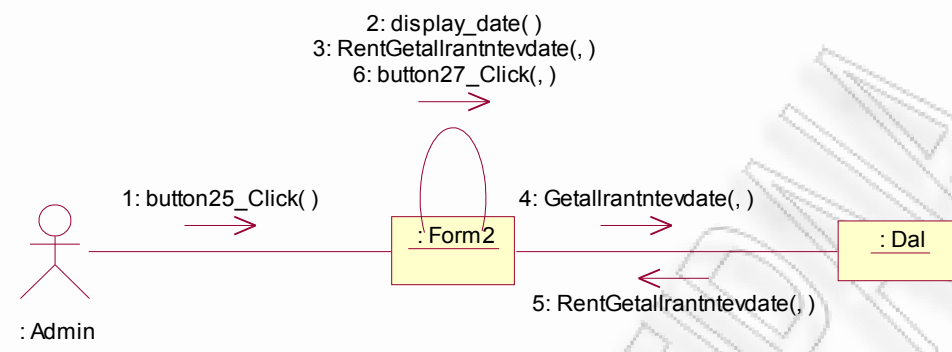 2: display_date( )
3: RentGetallrantntevdate(, )
6: button27_Click(, )
1: button25_Click( )
4: Getallrantntevdate(, )
: Form2
: Dal
5: RentGetallrantntevdate(, )
: Admin